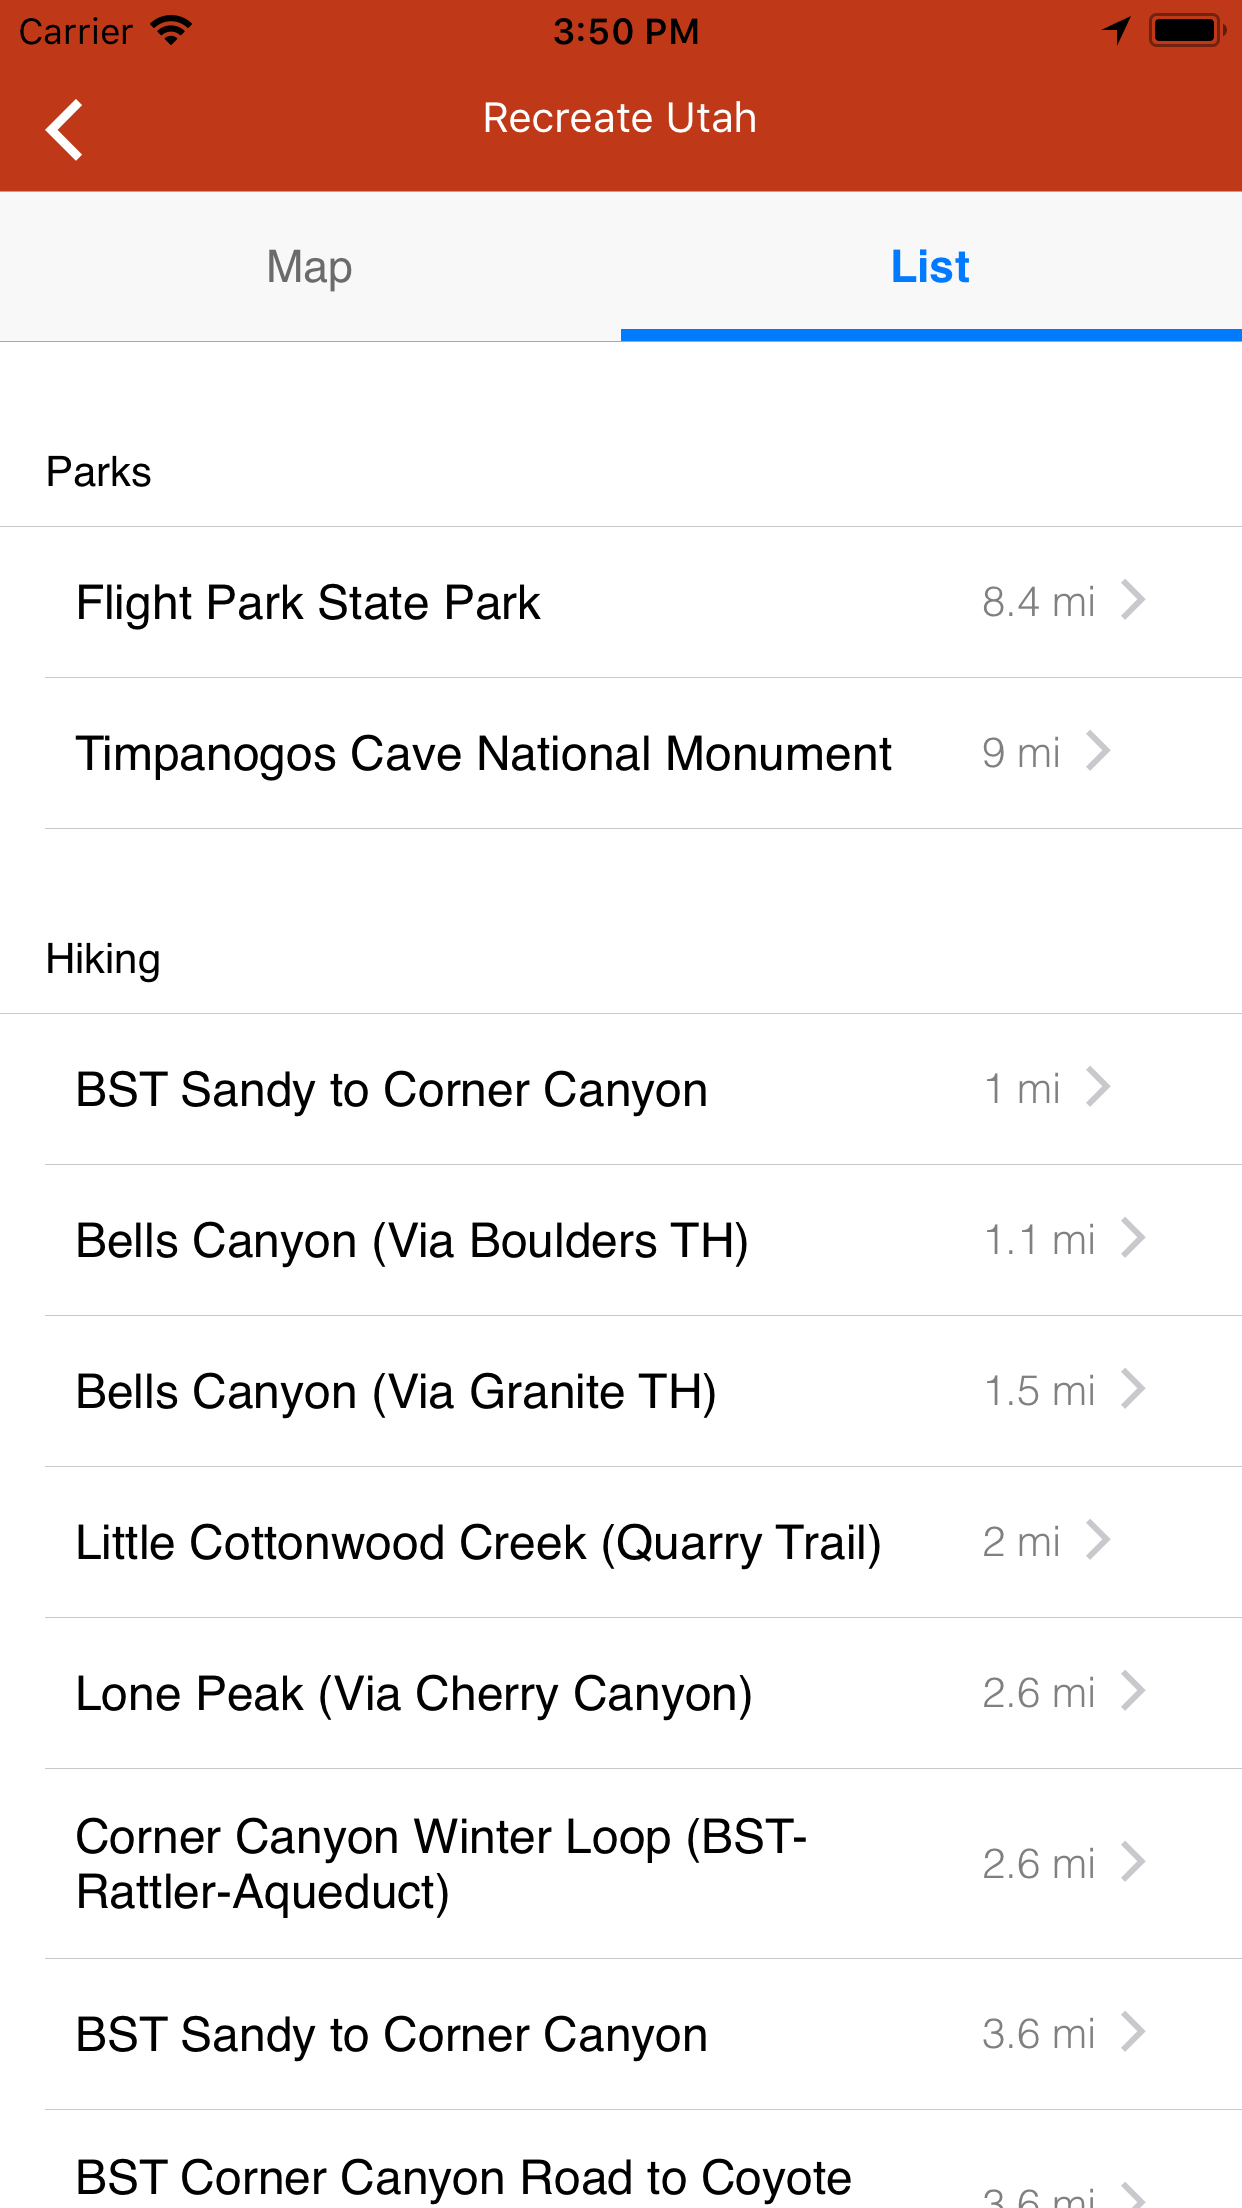 Carrier 3:50 PM
Recreate Utah
Map List
Parks
Flight Park State Park 8.4 mi
Timpanogos Cave National Monument 9 mi
Hiking
BST Sandy to Corner Canyon 1 mi
Bells Canyon (Via Boulders TH) 1.1 mi
Bells Canyon (Via Granite TH) 1.5 mi
Little Cottonwood Creek (Quarry Trail) 2 mi
Lone Peak (Via Cherry Canyon) 2.6 mi
Corner Canyon Winter Loop (BST-
Rattler-Aqueduct) 2.6 mi
BST Sandy to Corner Canyon 3.6 mi
BST Corner Canyon Road to Coyote
3.6 mi